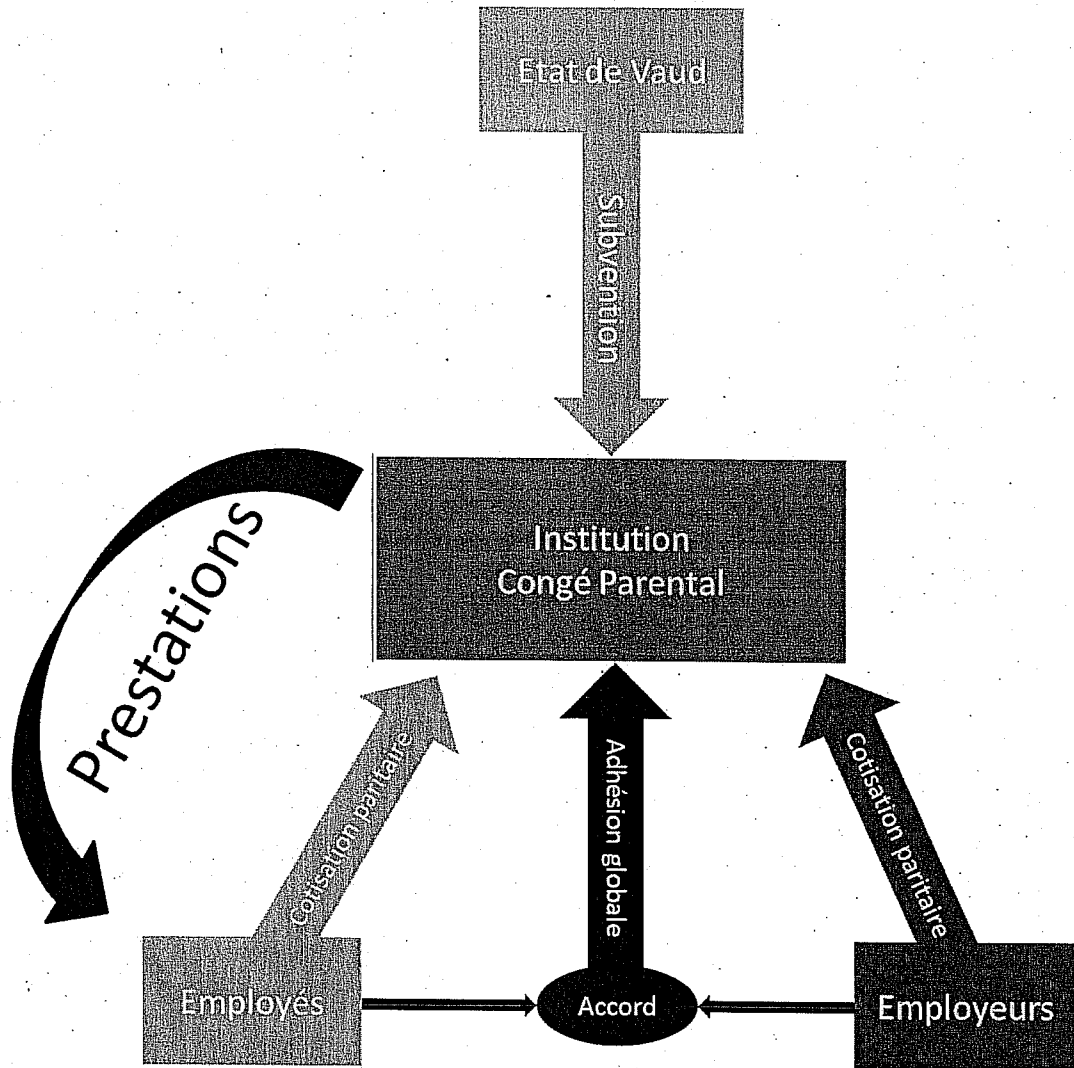 Etat de Vaud
Subvention
Institution
Congé Parental
Prestations
Cotisation paritaire
Adhésion globale
Cotisation paritaire
Employés
Accord
Employeurs